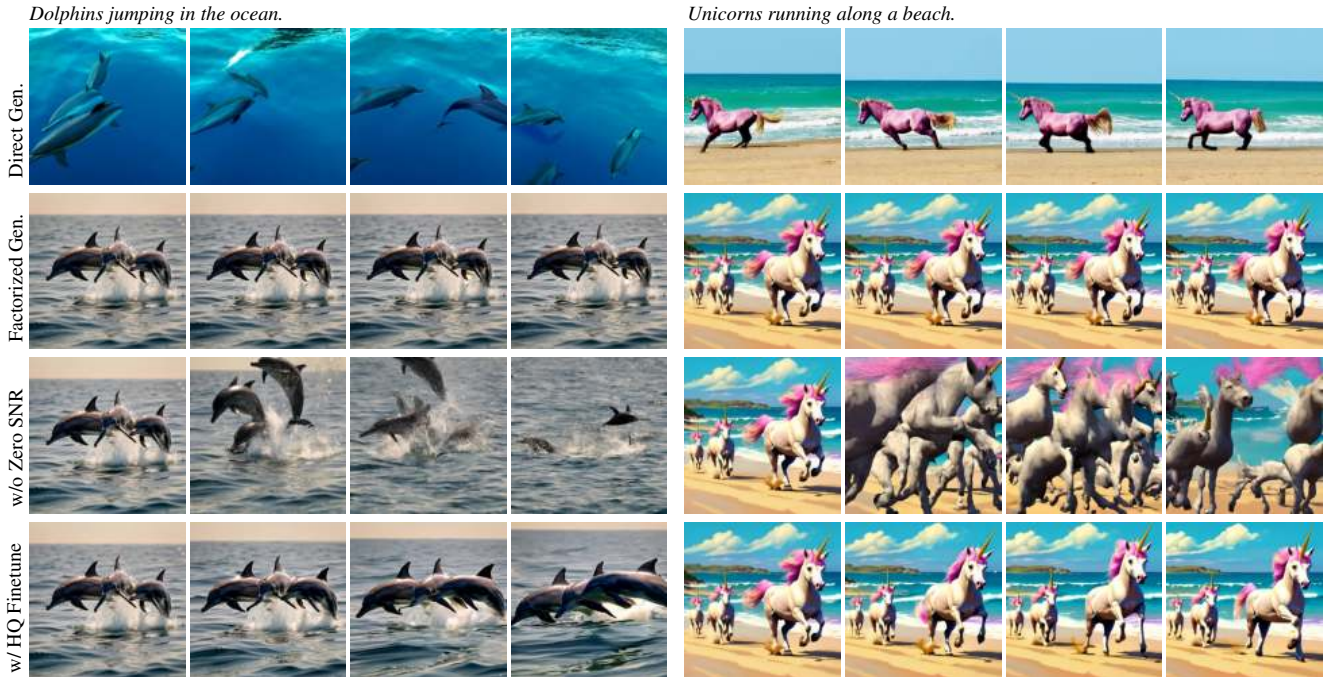 Dolphins jumping in the ocean.
Unicorns running along a beach.
Direct Gen.
Factorized Gen.
w/o Zero SNR
w/ HQ Finetune